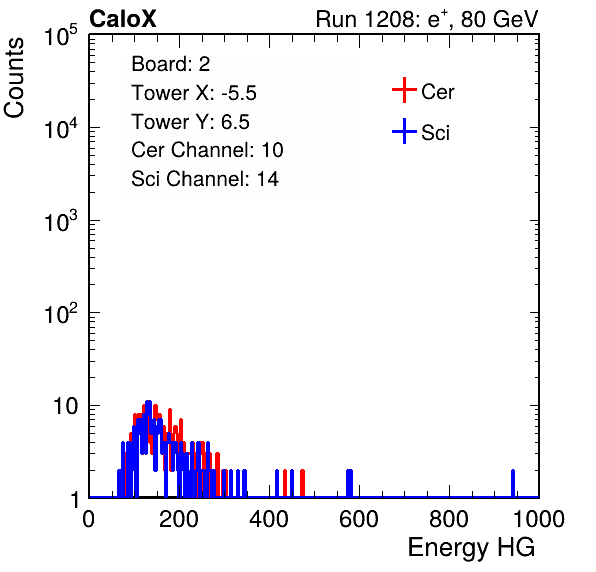 CaloX Run 1208: e⁺, 80 GeV
Counts
Board: 2
Tower X: -5.5
Tower Y: 6.5
Cer Channel: 10
Sci Channel: 14
Cer
Sci
10⁵
10⁴
10³
10²
10
1
0 200 400 600 800 1000
Energy HG